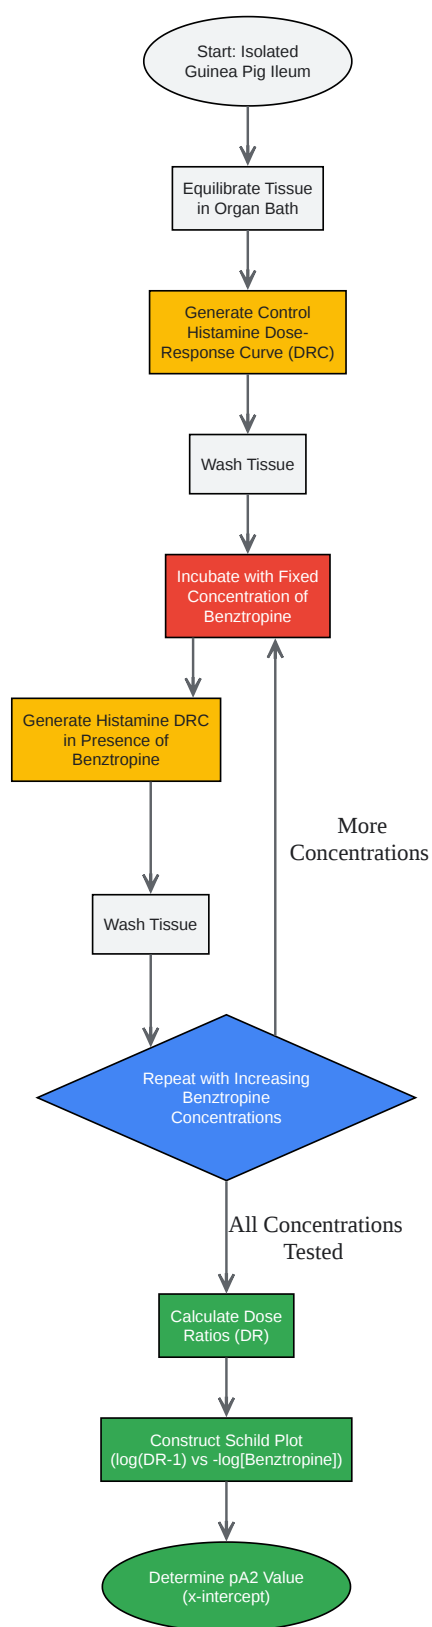 Start: Isolated
Guinea Pig Ileum
Equilibrate Tissue
in Organ Bath
Generate Control
Histamine Dose-
Response Curve (DRC)
Wash Tissue
Incubate with Fixed
Concentration of
Benztropine
Generate Histamine DRC
in Presence of
Benztropine
More
Concentrations
Wash Tissue
Repeat with Increasing
Benztropine
Concentrations
All Concentrations
Tested
Calculate Dose
Ratios (DR)
Construct Schild Plot
(log(DR-1) vs -log[Benztropine])
Determine pA2 Value
(x-intercept)